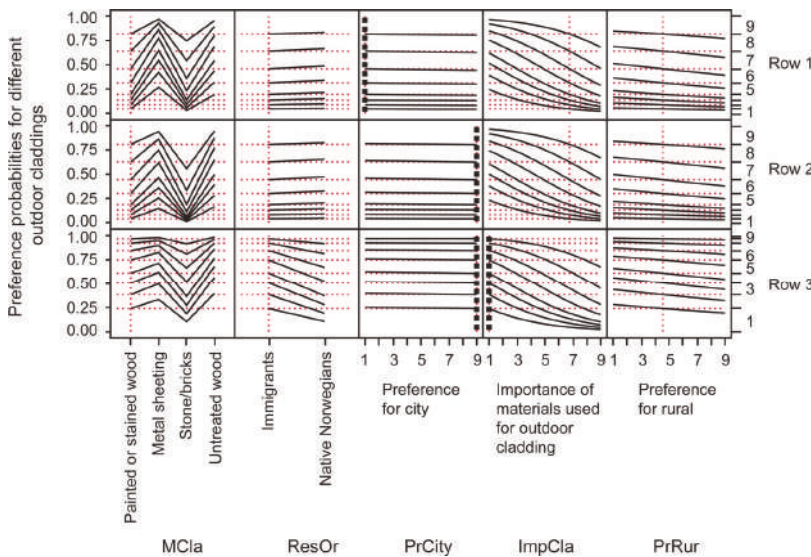 Preference probabilities for different
outdoor claddings
1.00
0.75
0.50
0.25
0.00
9
8
7
6
5
1
Row 1
1.00
0.75
0.50
0.25
0.00
9
7
6
5
1
Row 2
1.00
0.75
0.50
0.25
0.00
9
8
6
5
3
1
Row 3
Painted or stained wood
Metal sheeting
Stone/bricks
Untreated wood
Immigrants
Native Norwegians
1 3 5 7 9 1 3 5 7 9 1 3 5 7 9
Preference
for city
Importance of
materials used
for outdoor
cladding
Preference
for rural
MCla ResOr PrCity ImpCla PrRur